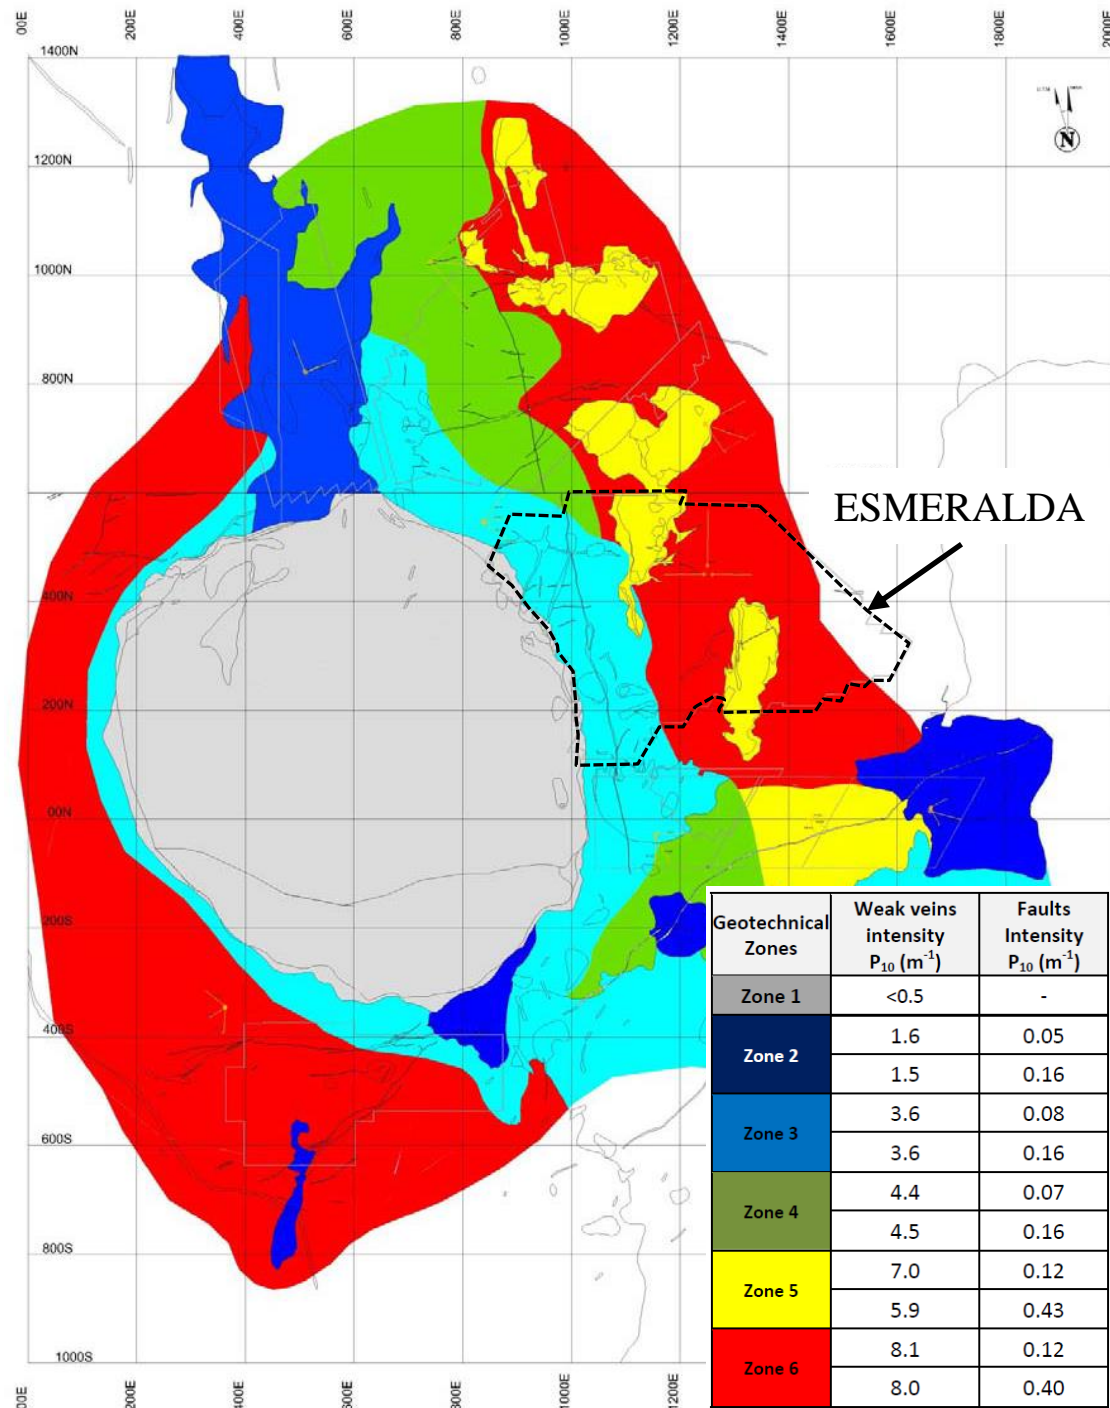 00E 200E 400E 600E 800E 1000E 1200E 1400E 1600E 1800E 2000E
1400N
N
1200N
1000N
800N
ESMERALDA
400N
200N
00N
200S
400S
600S
800S
1000S
00E 200E 400E 600E 800E 1000E 1200E
Geotechnical Zones | Weak veins intensity P10 (m-1) | Faults Intensity P10 (m-1)
Zone 1 | <0.5 | -
Zone 2 | 1.6 | 0.05
1.5 | 0.16
Zone 3 | 3.6 | 0.08
3.6 | 0.16
Zone 4 | 4.4 | 0.07
4.5 | 0.16
Zone 5 | 7.0 | 0.12
5.9 | 0.43
Zone 6 | 8.1 | 0.12
8.0 | 0.40